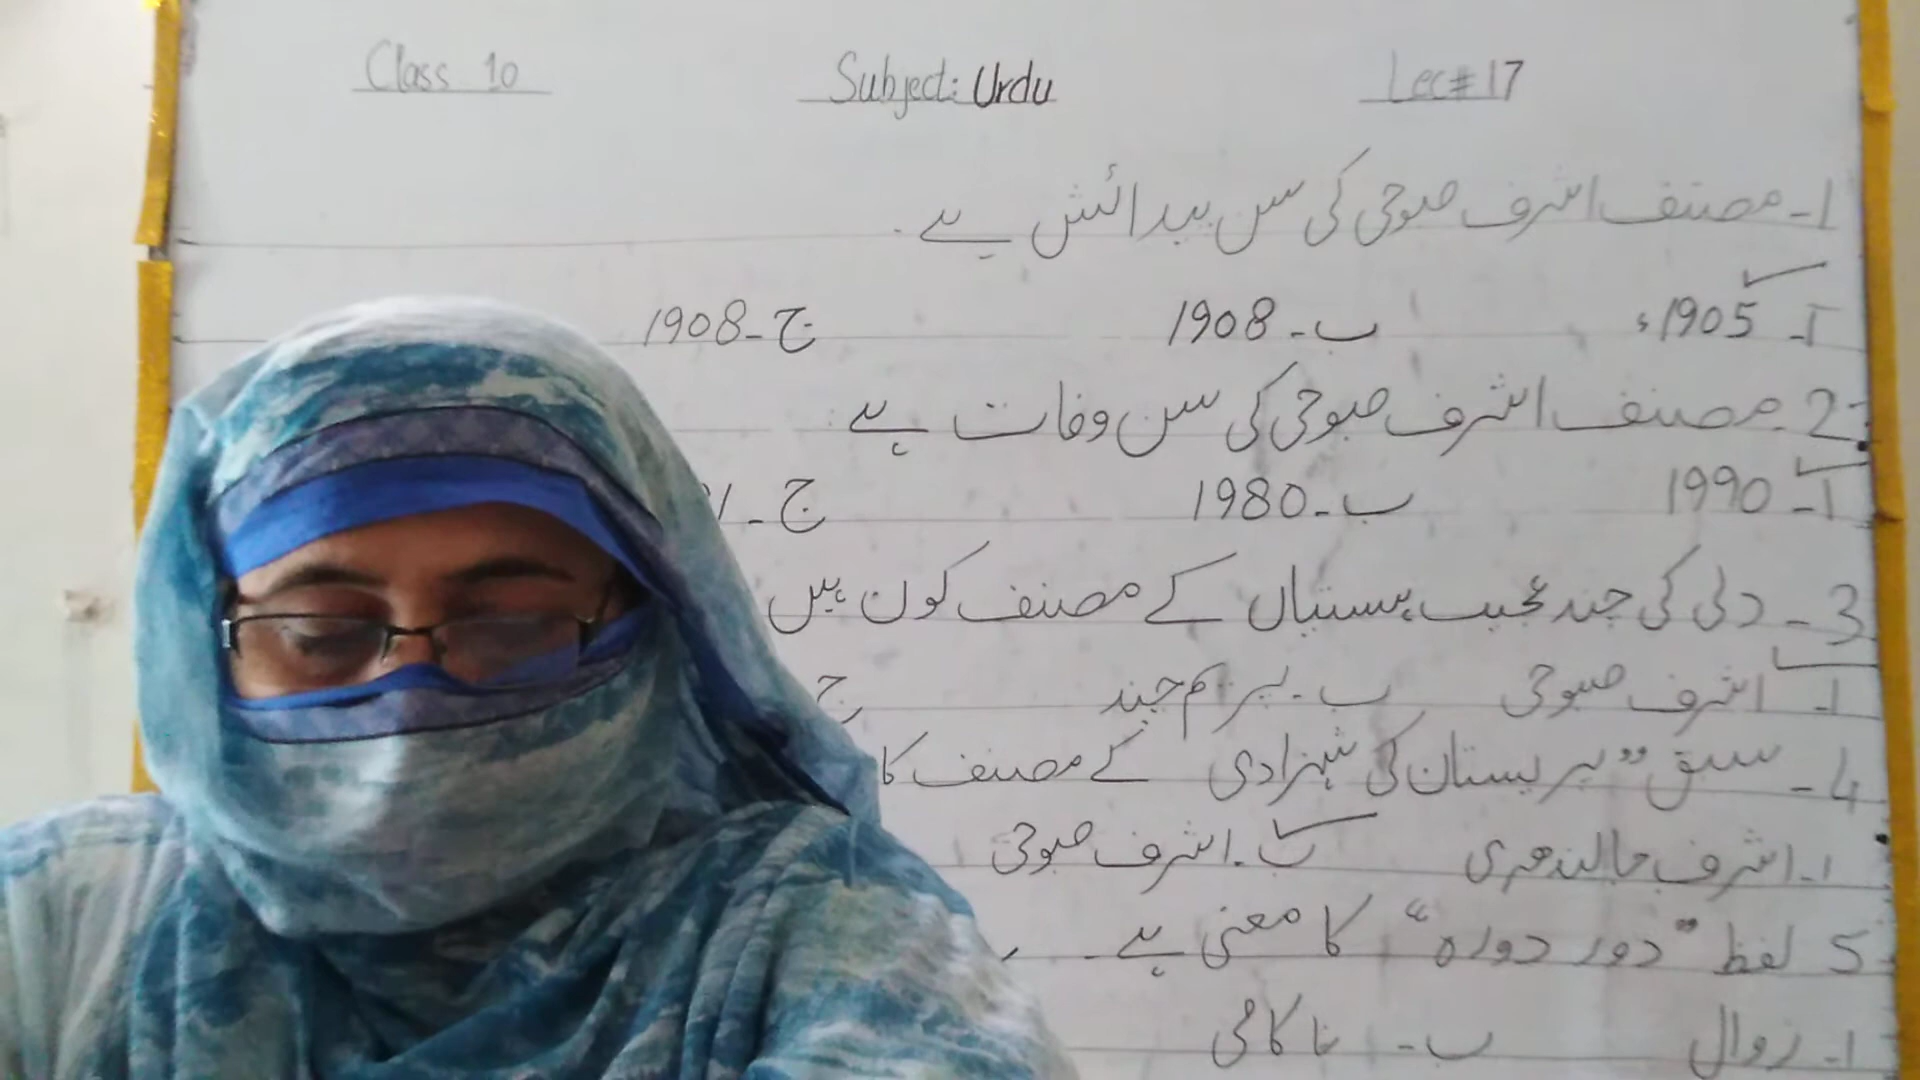 Class 10 Subject: Urdu Lec# 17
1- مصنف اشرف صبوحی کی سن پیدائش ہے۔
آ- 1905ء ب- 1908 ج- 1908
2- مصنف اشرف صبوحی کی سن وفات ہے
آ- 1990 ب- 1980 ج-
3- دلی کی چند عجیب ہستیاں کے مصنف کون ہیں
ا- اشرف صبوحی ب- پریم چند ج
4- سبق "پریستان کی شہزادی کے مصنف کا
ا- اشرف جالندھری ب- اشرف صبوحی
5 لفظ "دور دورہ" کا معنی ہے۔
ا- زوال ب- ناکامی